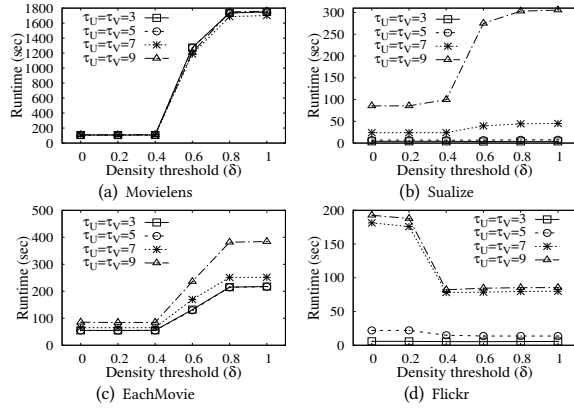 1800
1600
1400
1200
1000
800
600
400
200
0
Runtime (sec)
τU=τV=3
τU=τV=5
τU=τV=7
τU=τV=9
0 0.2 0.4 0.6 0.8 1
Density threshold (δ)
(a) Movielens
300
250
200
150
100
50
0
Runtime (sec)
τU=τV=3
τU=τV=5
τU=τV=7
τU=τV=9
0 0.2 0.4 0.6 0.8 1
Density threshold (δ)
(b) Sualize
500
400
300
200
100
0
Runtime (sec)
τU=τV=3
τU=τV=5
τU=τV=7
τU=τV=9
0 0.2 0.4 0.6 0.8 1
Density threshold (δ)
(c) EachMovie
200
150
100
50
0
Runtime (sec)
τU=τV=3
τU=τV=5
τU=τV=7
τU=τV=9
0 0.2 0.4 0.6 0.8 1
Density threshold (δ)
(d) Flickr